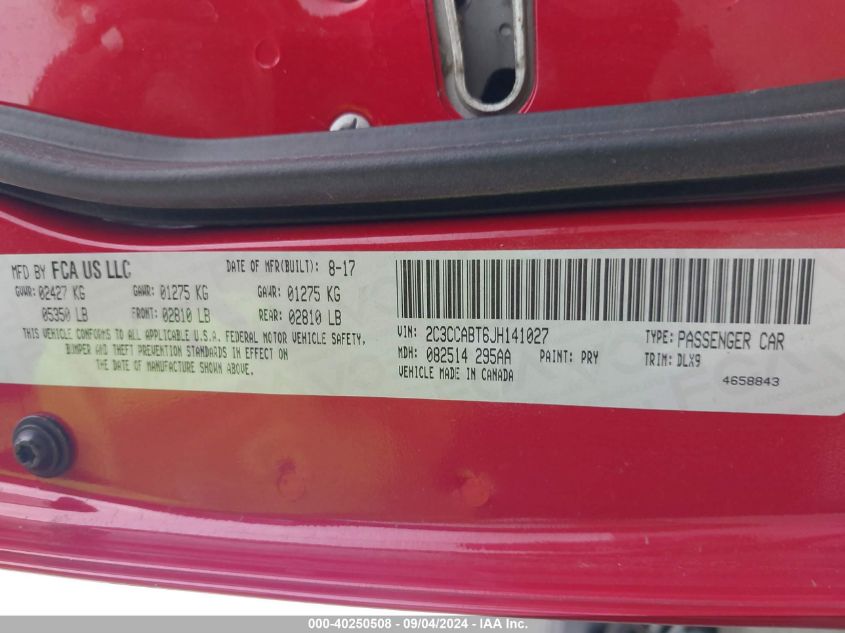 MFD BY FCA US LLC DATE OF MFR(BUILT): 8-17
GVWR: 02427 KG GAWR: 01275 KG GAWR: 01275 KG
05350 LB FRONT: 02810 LB REAR: 02810 LB
THIS VEHICLE CONFORMS TO ALL APPLICABLE U.S.A. FEDERAL MOTOR VEHICLE SAFETY,
BUMPER AND THEFT PREVENTION STANDARDS IN EFFECT ON
THE DATE OF MANUFACTURE SHOWN ABOVE.
VIN: 2C3CCABT6JH141027 TYPE: PASSENGER CAR
MDH: 082514 295AA PAINT: PRY TRIM: DLX9
VEHICLE MADE IN CANADA 4658843
000-40250508 - 09/04/2024 - IAA Inc.